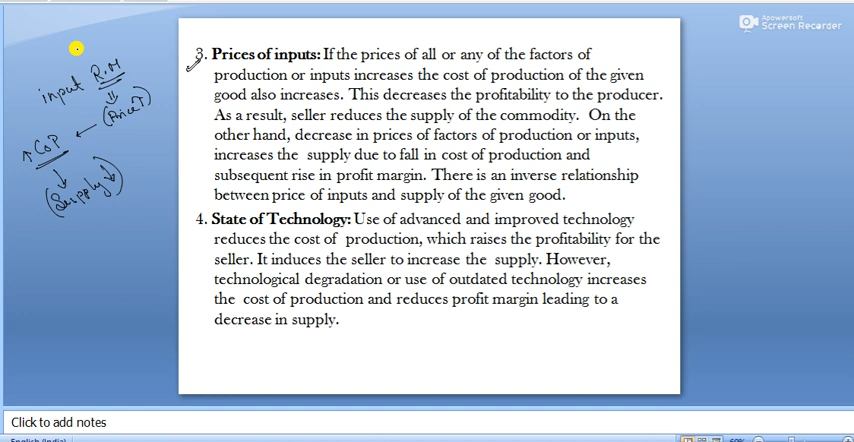 Apowersoft
Screen Recorder
3. Prices of inputs: If the prices of all or any of the factors of
production or inputs increases the cost of production of the given
good also increases. This decreases the profitability to the producer.
As a result, seller reduces the supply of the commodity. On the
other hand, decrease in prices of factors of production or inputs,
increases the supply due to fall in cost of production and
subsequent rise in profit margin. There is an inverse relationship
between price of inputs and supply of the given good.
4. State of Technology: Use of advanced and improved technology
reduces the cost of production, which raises the profitability for the
seller. It induces the seller to increase the supply. However,
technological degradation or use of outdated technology increases
the cost of production and reduces profit margin leading to a
decrease in supply.
input R.M
(Price↑)
↑ CoP
(Supply↓)
Click to add notes
English (India)
60%